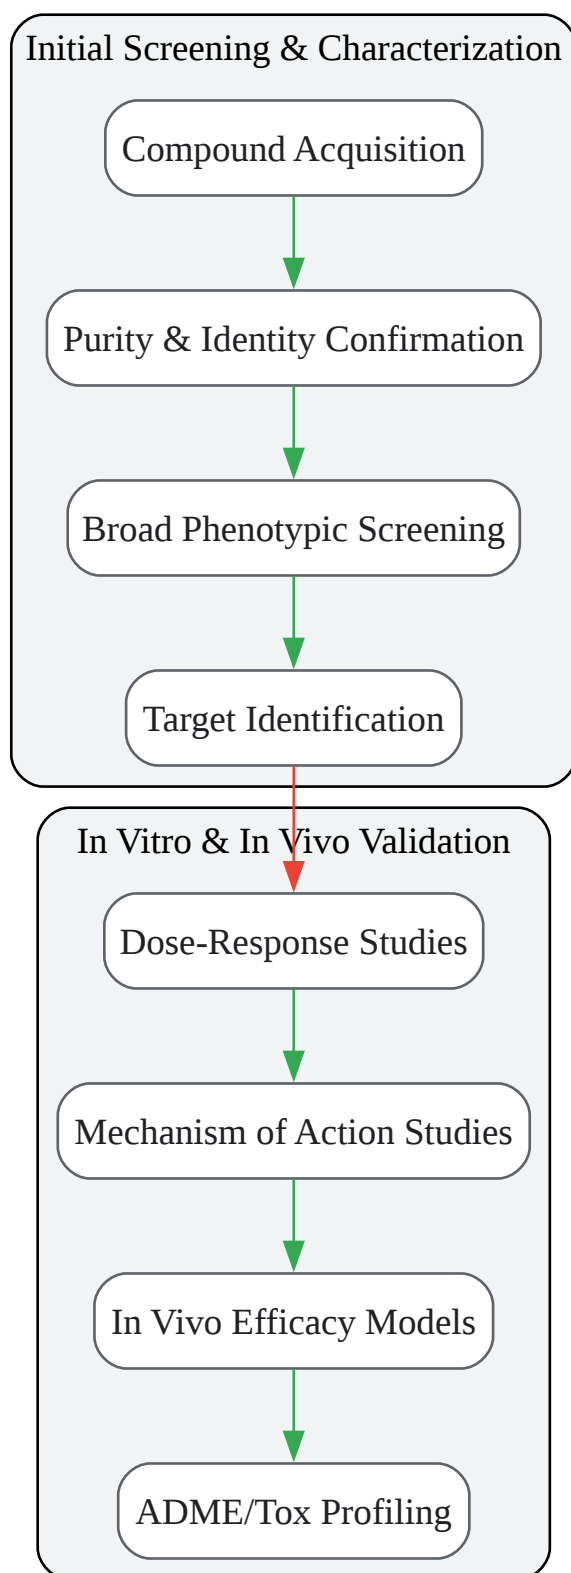 Initial Screening & Characterization
Compound Acquisition
Purity & Identity Confirmation
Broad Phenotypic Screening
Target Identification
In Vitro & In Vivo Validation
Dose-Response Studies
Mechanism of Action Studies
In Vivo Efficacy Models
ADME/Tox Profiling